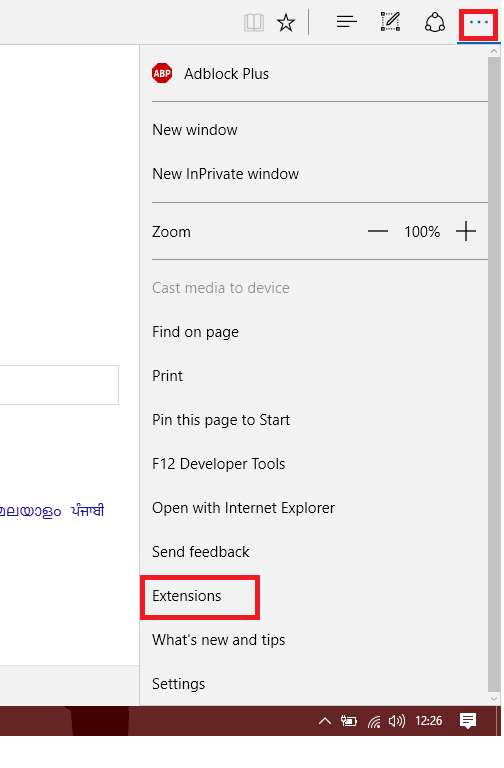 ABP Adblock Plus
New window
New InPrivate window
Zoom 100%
Cast media to device
Find on page
Print
Pin this page to Start
F12 Developer Tools
മലയാളം ਪੰਜਾਬੀ
Open with Internet Explorer
Send feedback
Extensions
What's new and tips
Settings
12:26